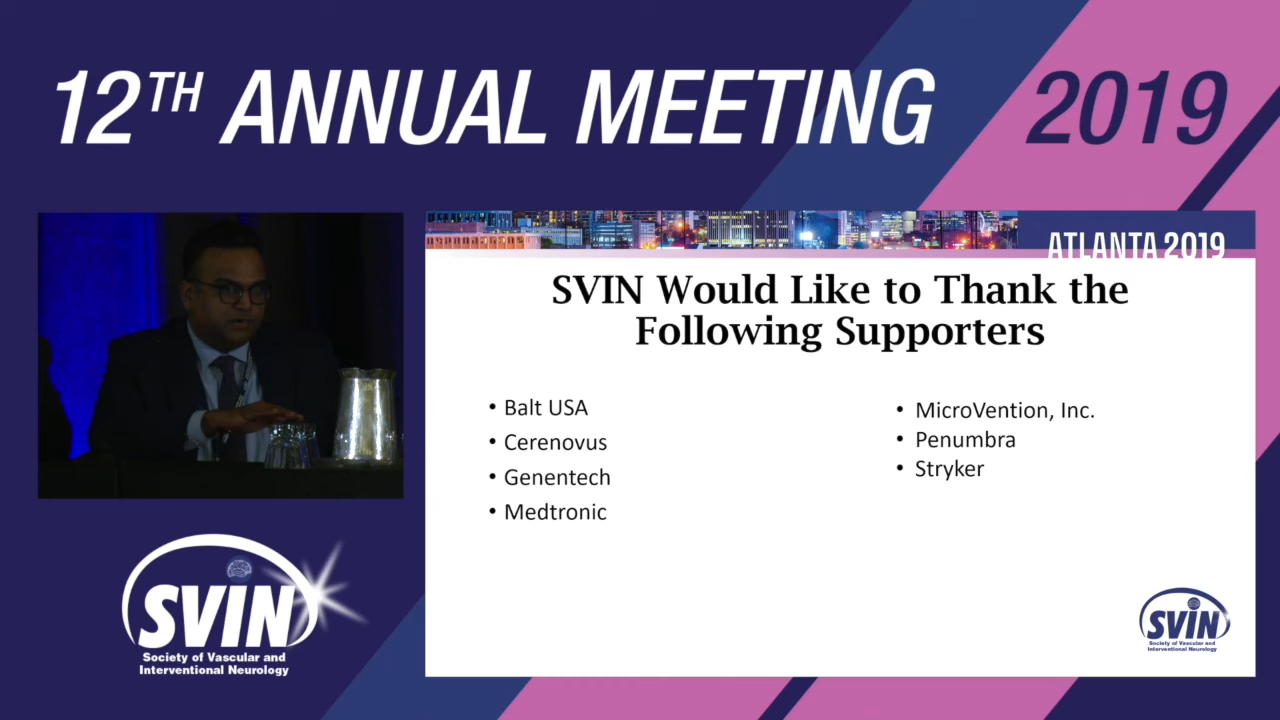 12TH ANNUAL MEETING 2019
ATLANTA 2019
SVIN Would Like to Thank the
Following Supporters
• Balt USA
• Cerenovus
• Genentech
• Medtronic
• MicroVention, Inc.
• Penumbra
• Stryker
SVIN
Society of Vascular and
Interventional Neurology
SVIN
Society of Vascular and
Interventional Neurology